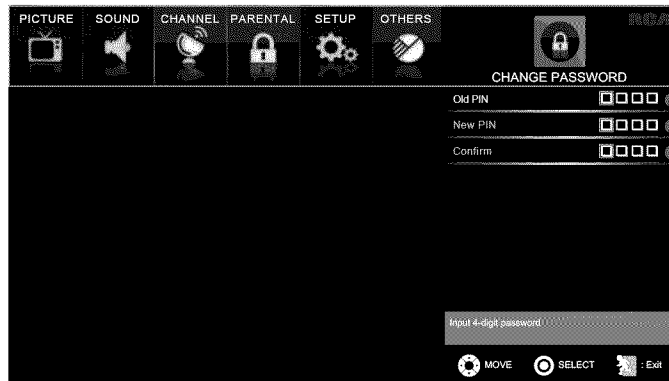 PICTURE SOUND CHANNEL PARENTAL SETUP OTHERS RCA
CHANGE PASSWORD
Old PIN
New PIN
Confirm
Input 4-digit password
MOVE SELECT : Exit